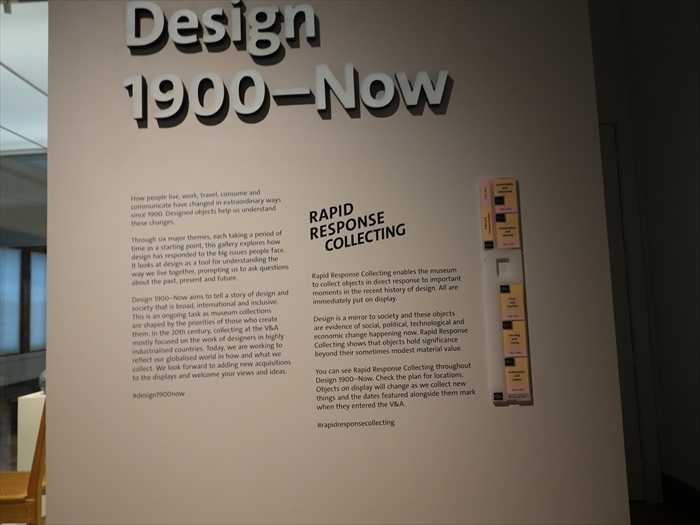 Design
1900–Now
How people live, work, travel, consume and
communicate have changed in extraordinary ways
since 1900. Designed objects help us understand
these changes.
Through six major themes, each taking a period of
time as a starting point, this gallery explores how
design has responded to the big issues people face.
It looks at design as a tool for understanding the
way we live together, prompting us to ask questions
about the past, present and future.
Design 1900–Now aims to tell a story of design and
society that is broad, international and inclusive.
This is an ongoing task as museum collections
are shaped by the priorities of those who create
them. In the 20th century, collecting at the V&A
mostly focused on the work of designers in highly
industrialised countries. Today, we are working to
reflect our globalised world in how and what we
collect. We look forward to adding new acquisitions
to the displays and welcome your views and ideas.
#design1900now
RAPID
RESPONSE
COLLECTING
Rapid Response Collecting enables the museum
to collect objects in direct response to important
moments in the recent history of design. All are
immediately put on display.
Design is a mirror to society and these objects
are evidence of social, political, technological and
economic change happening now. Rapid Response
Collecting shows that objects hold significance
beyond their sometimes modest material value.
You can see Rapid Response Collecting throughout
Design 1900–Now. Check the plan for locations.
Objects on display will change as we collect new
things and the dates featured alongside them mark
when they entered the V&A.
#rapidresponsecollecting